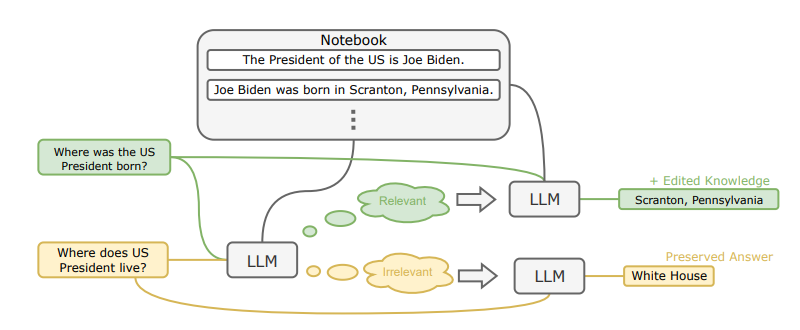 Notebook
The President of the US is Joe Biden.
Joe Biden was born in Scranton, Pennsylvania.
Where was the US
President born?
Relevant
LLM
+ Edited Knowledge
Scranton, Pennsylvania
Where does US
President live?
LLM
Irrelevant
LLM
Preserved Answer
White House